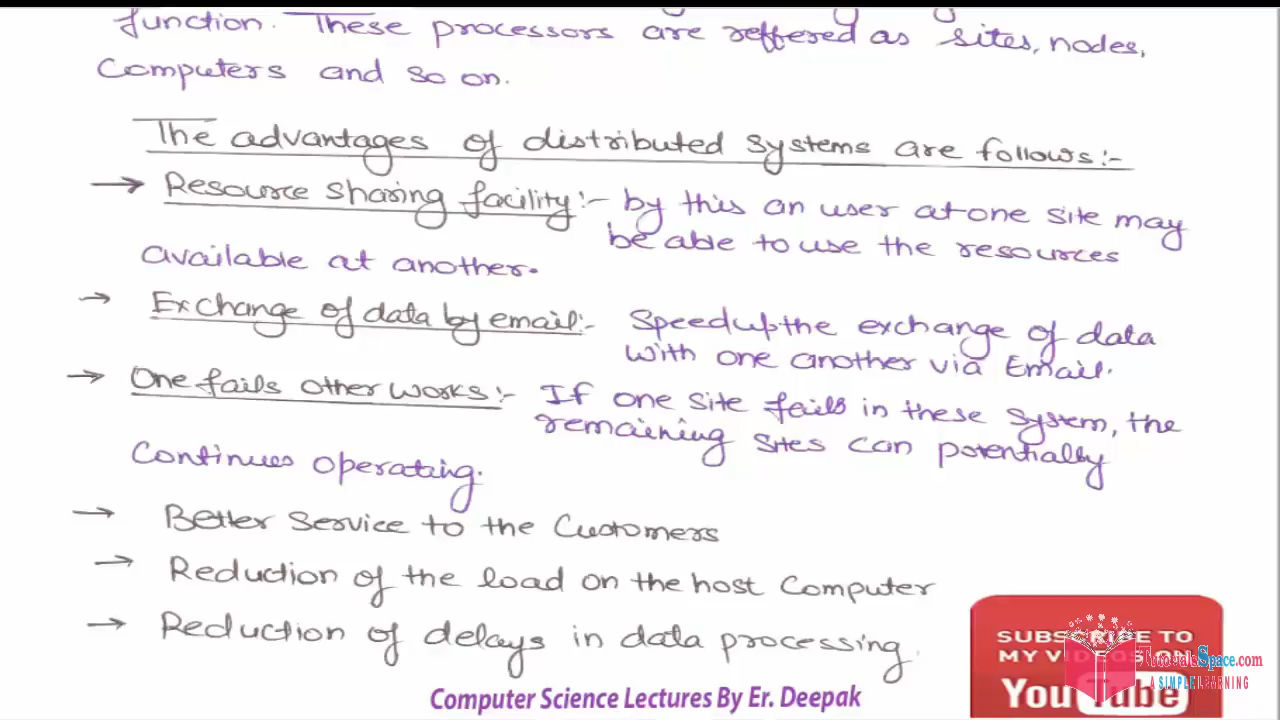 function. These processors are reffered as sites, nodes,
Computers and so on.
The advantages of distributed systems are follows:-
→ Resource sharing facility:- by this an user at one site may
be able to use the resources
available at another.
→ Exchange of data by email:- Speedup the exchange of data
with one another via Email.
→ One fails other works:- If one site fails in these system, the
remaining sites can potentially
Continues operating.
→ Better Service to the Customers
→ Reduction of the load on the host Computer
→ Reduction of delays in data processing.
SUBSCRIBE TO
MY VIDEOS ON
YouTube
TutorialsSpace.com
A SIMPLE LEARNING
Computer Science Lectures By Er. Deepak